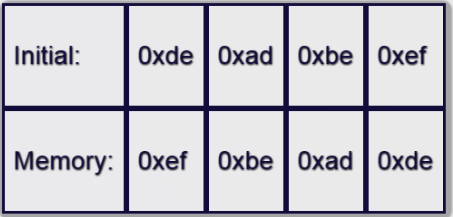 Initial: 0xde 0xad 0xbe 0xef
Memory: 0xef 0xbe 0xad 0xde